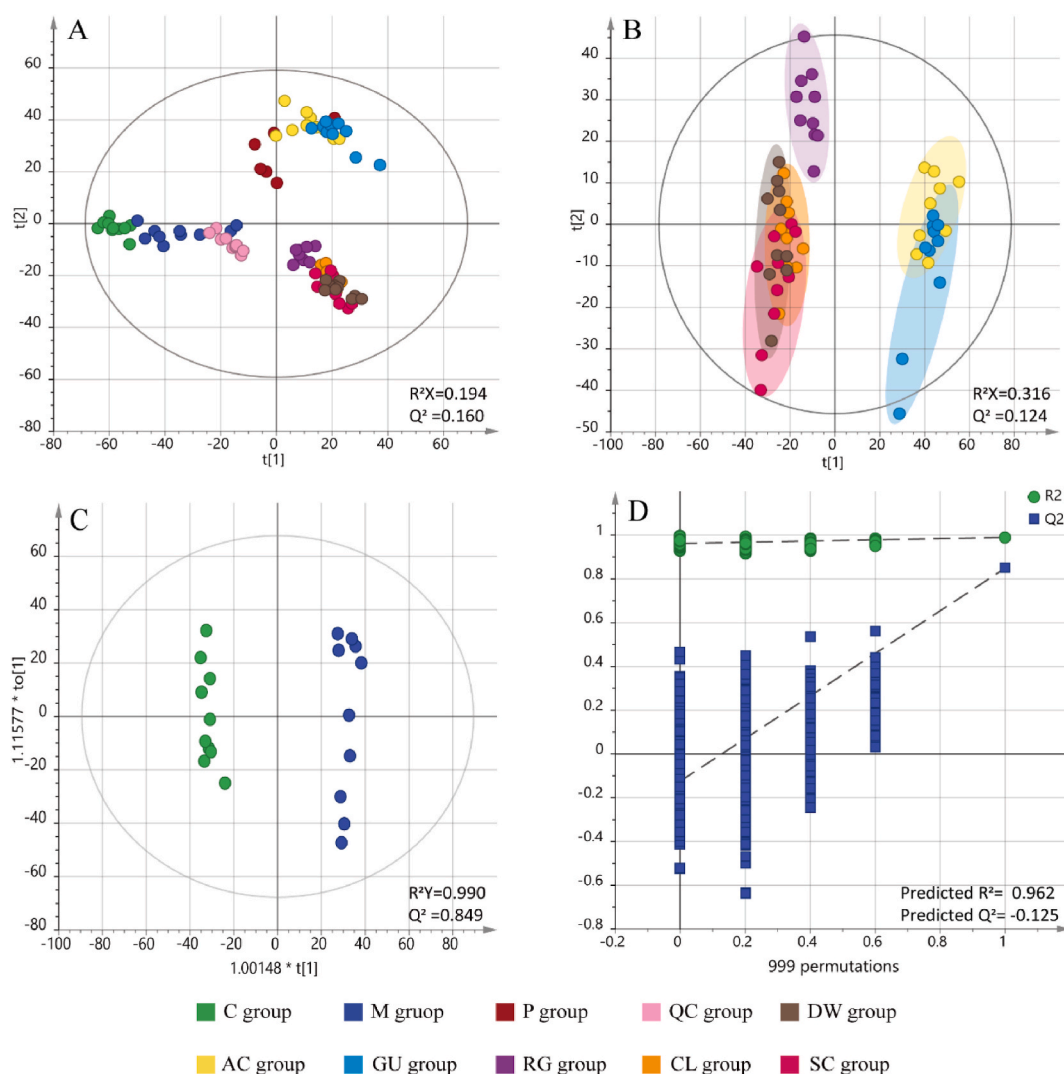 A
60
40
20
0
-20
-40
-60
-80
t[2]
-80 -60 -40 -20 0 20 40 60
t[1]
R²X=0.194
Q² =0.160
B
40
30
20
10
0
-10
-20
-30
-40
-50
t[2]
-100 -80 -60 -40 -20 0 20 40 60 80
t[1]
R²X=0.316
Q² =0.124
C
60
40
20
0
-20
-40
-60
-80
1.11577 * to[1]
-100 -80 -60 -40 -20 0 20 40 60 80
1.00148 * t[1]
R²Y=0.990
Q² =0.849
D
R2
Q2
1
0.8
0.6
0.4
0.2
0
-0.2
-0.4
-0.6
-0.8
-0.2 0 0.2 0.4 0.6 0.8 1
999 permutations
Predicted R²= 0.962
Predicted Q²= -0.125
C group M gruop P group QC group DW group
AC group GU group RG group CL group SC group